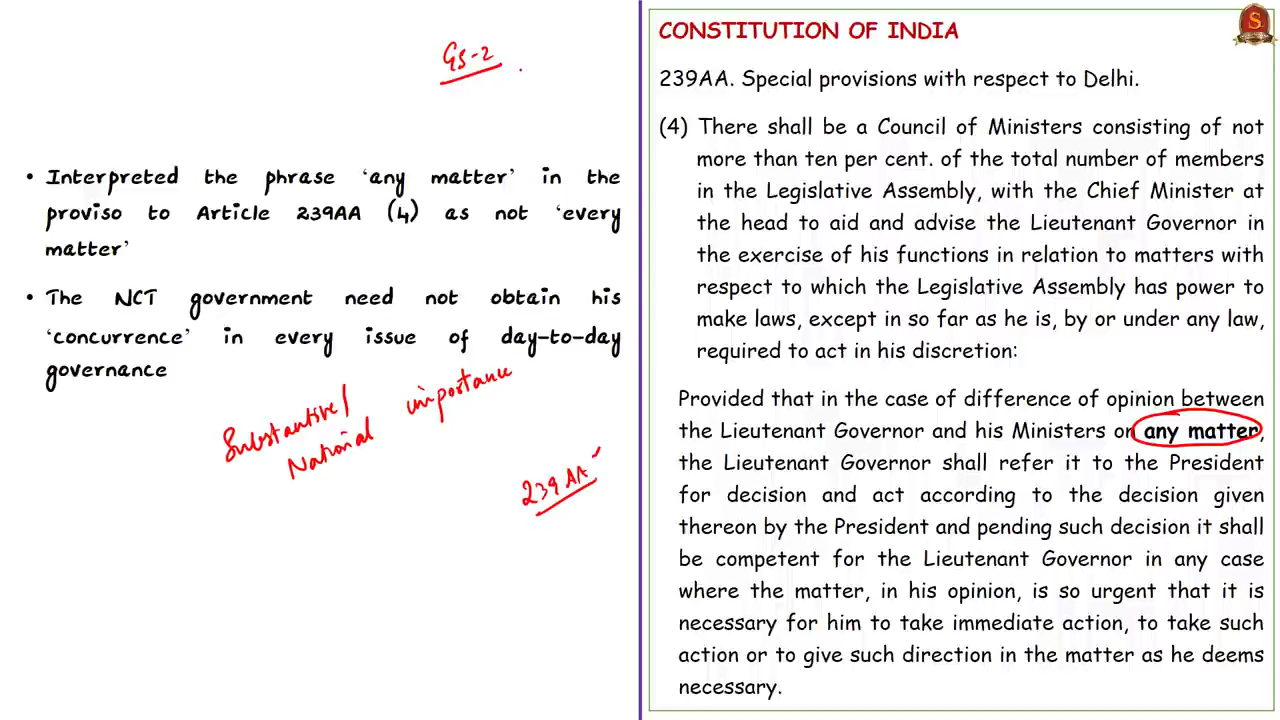 GS-2
• Interpreted the phrase ‘any matter’ in the
proviso to Article 239AA (4) as not ‘every
matter’
• The NCT government need not obtain his
‘concurrence’ in every issue of day-to-day
governance
Substantive/
National importance
239AA
CONSTITUTION OF INDIA
S
239AA. Special provisions with respect to Delhi.
(4) There shall be a Council of Ministers consisting of not
more than ten per cent. of the total number of members
in the Legislative Assembly, with the Chief Minister at
the head to aid and advise the Lieutenant Governor in
the exercise of his functions in relation to matters with
respect to which the Legislative Assembly has power to
make laws, except in so far as he is, by or under any law,
required to act in his discretion:
Provided that in the case of difference of opinion between
the Lieutenant Governor and his Ministers on any matter,
the Lieutenant Governor shall refer it to the President
for decision and act according to the decision given
thereon by the President and pending such decision it shall
be competent for the Lieutenant Governor in any case
where the matter, in his opinion, is so urgent that it is
necessary for him to take immediate action, to take such
action or to give such direction in the matter as he deems
necessary.